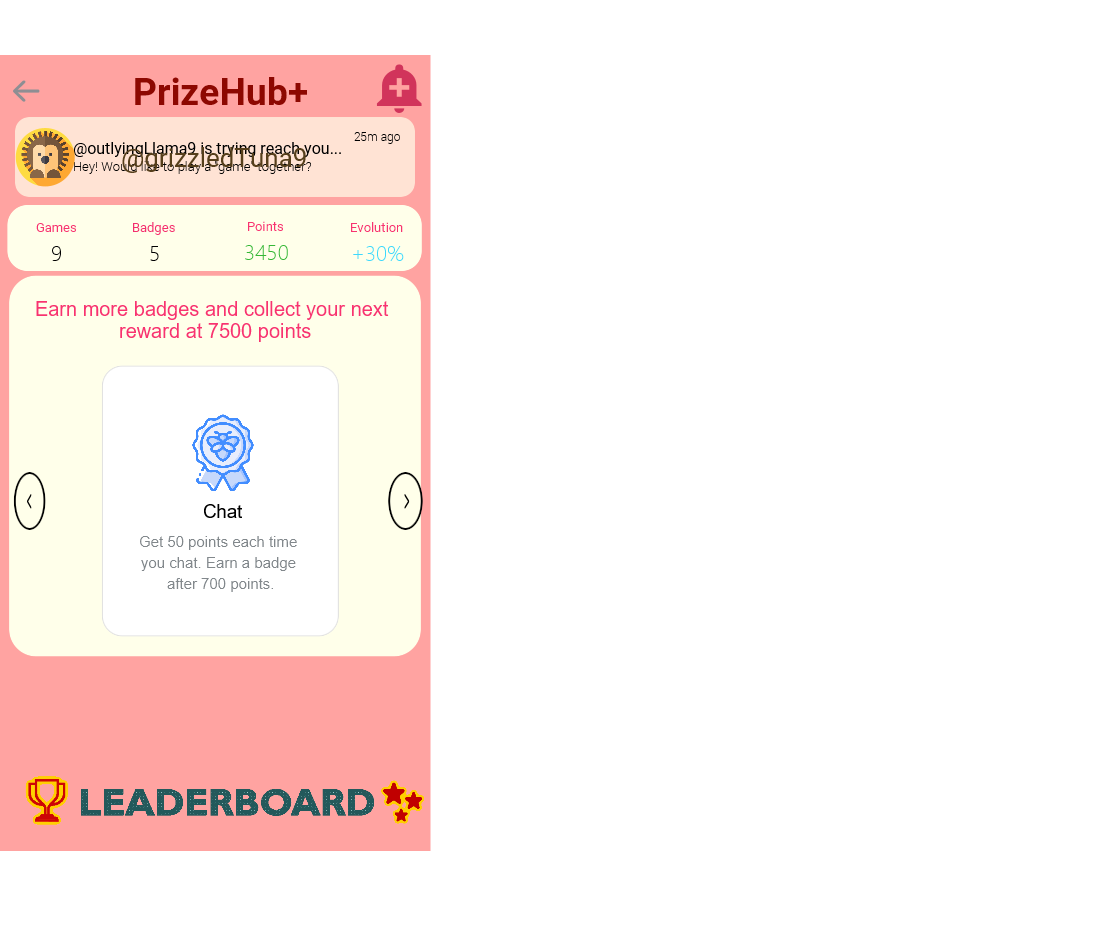 PrizeHub+
25m ago
@outlyingLlama9 is trying reach you...
@grizzledTuna9
Hey! Would like to play a "game" together?
Games Badges Points Evolution
9 5 3450 +30%
Earn more badges and collect your next
reward at 7500 points
‹ ›
Chat
Get 50 points each time
you chat. Earn a badge
after 700 points.
LEADERBOARD